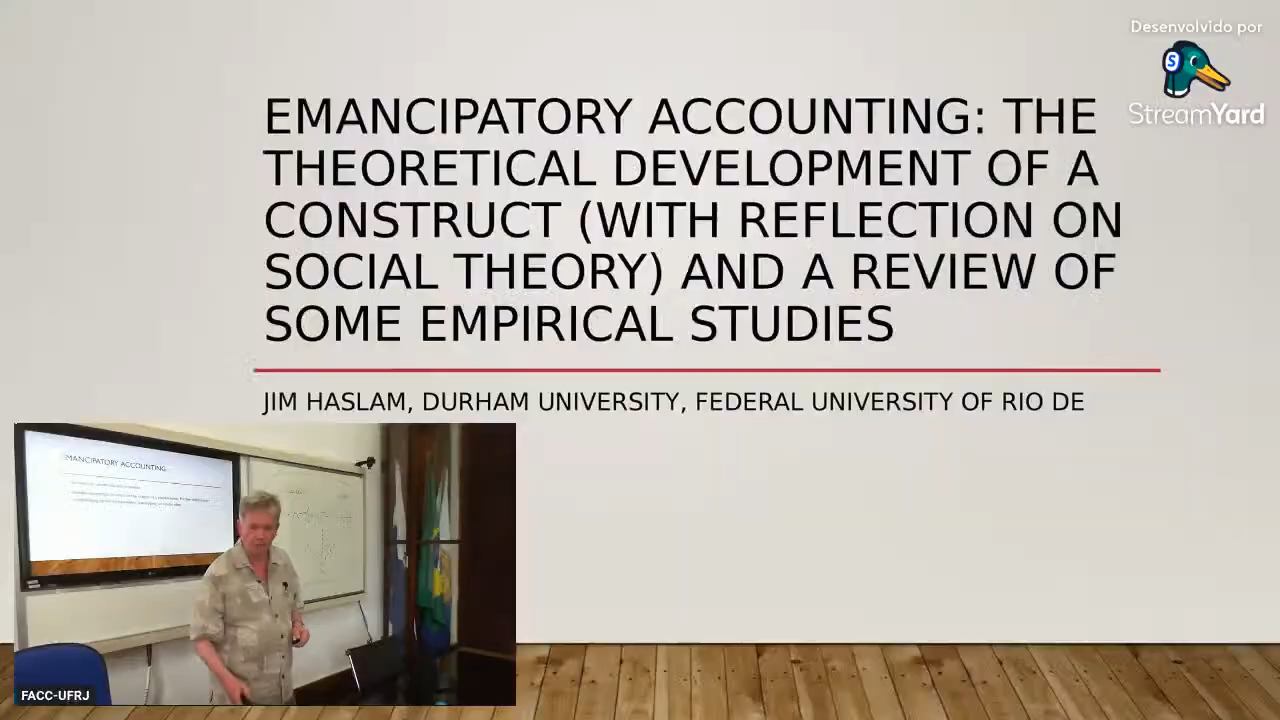 Desenvolvido por
StreamYard
EMANCIPATORY ACCOUNTING: THE
THEORETICAL DEVELOPMENT OF A
CONSTRUCT (WITH REFLECTION ON
SOCIAL THEORY) AND A REVIEW OF
SOME EMPIRICAL STUDIES
JIM HASLAM, DURHAM UNIVERSITY, FEDERAL UNIVERSITY OF RIO DE
MANCIPATORY ACCOUNTING
FACC-UFRJ